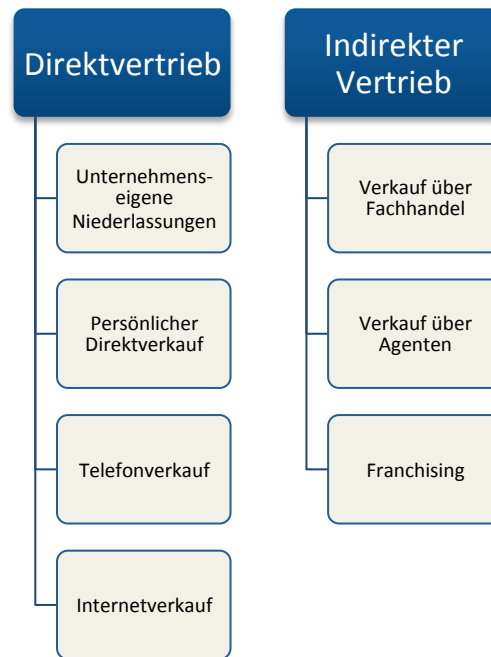 Direktvertrieb
Unternehmens-
eigene
Niederlassungen
Persönlicher
Direktverkauf
Telefonverkauf
Internetverkauf
Indirekter
Vertrieb
Verkauf über
Fachhandel
Verkauf über
Agenten
Franchising